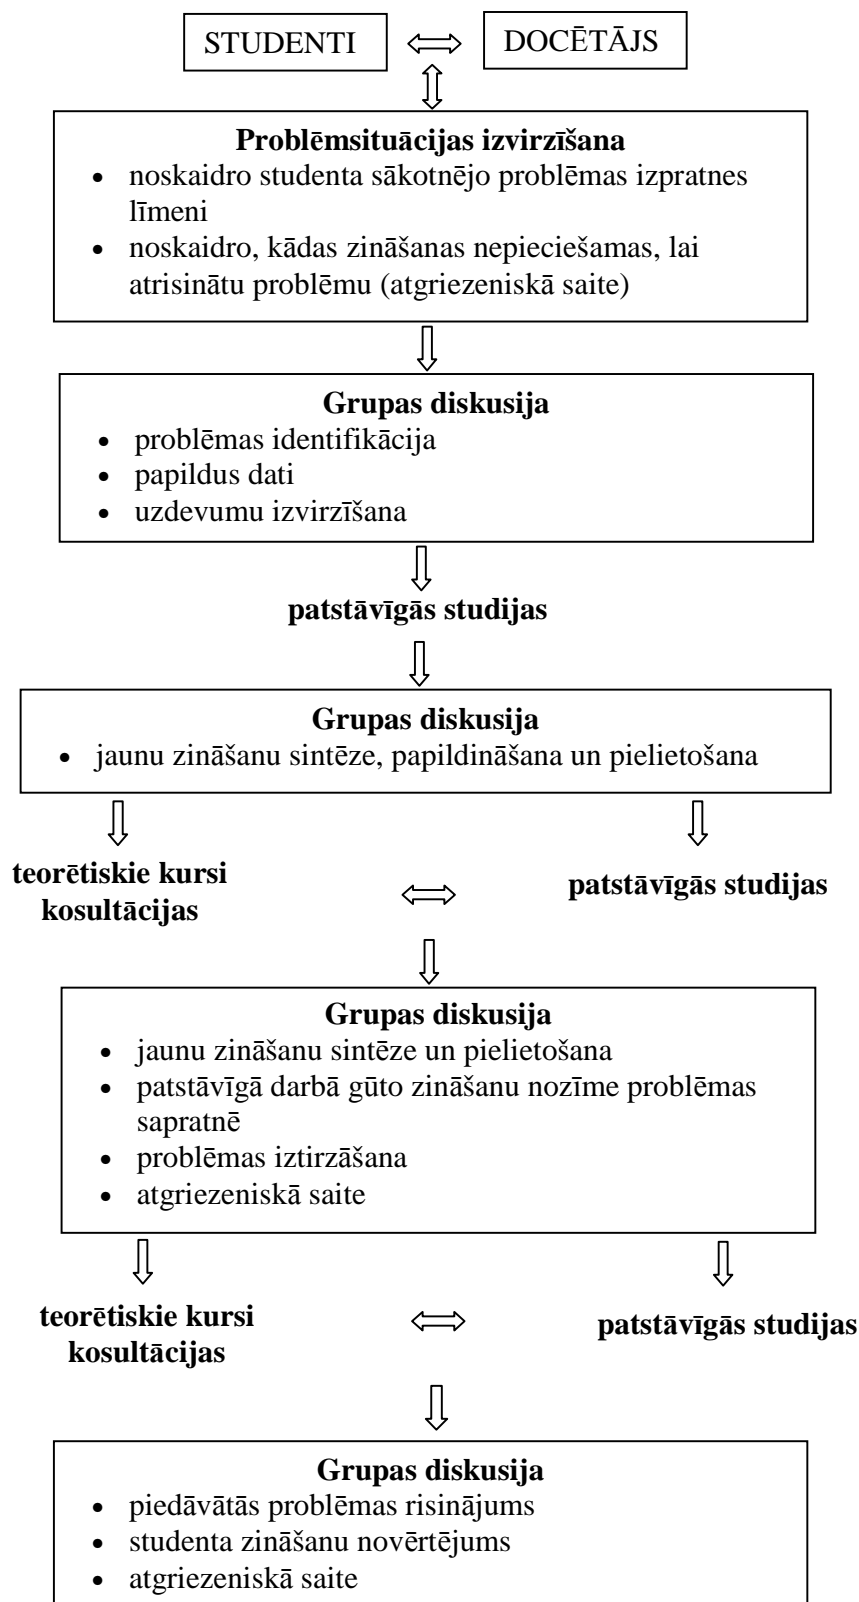 STUDENTI
DOCĒTĀJS
Problēmsituācijas izvirzīšana
• noskaidro studenta sākotnējo problēmas izpratnes
līmeni
• noskaidro, kādas zināšanas nepieciešamas, lai
atrisinātu problēmu (atgriezeniskā saite)
Grupas diskusija
• problēmas identifikācija
• papildus dati
• uzdevumu izvirzīšana
patstāvīgās studijas
Grupas diskusija
• jaunu zināšanu sintēze, papildināšana un pielietošana
teorētiskie kursi
kosultācijas
patstāvīgās studijas
Grupas diskusija
• jaunu zināšanu sintēze un pielietošana
• patstāvīgā darbā gūto zināšanu nozīme problēmas
sapratnē
• problēmas iztirzāšana
• atgriezeniskā saite
teorētiskie kursi
kosultācijas
patstāvīgās studijas
Grupas diskusija
• piedāvātās problēmas risinājums
• studenta zināšanu novērtējums
• atgriezeniskā saite